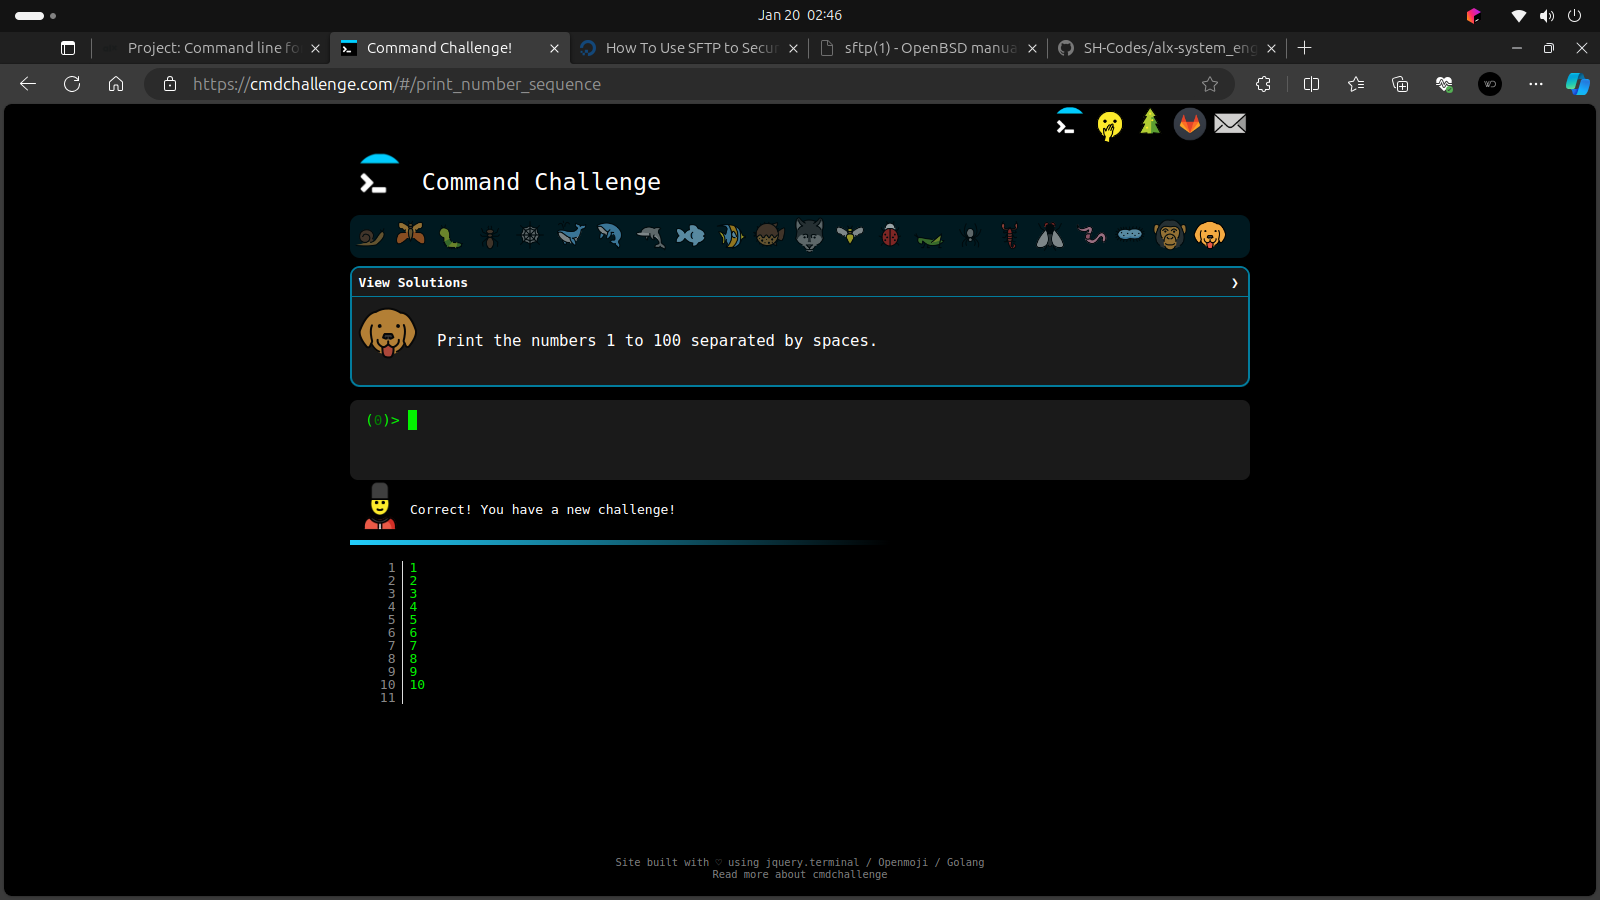 Jan 20 02:46
Project: Command line fo
Command Challenge!
How To Use SFTP to Secur
sftp(1) - OpenBSD manua
SH-Codes/alx-system_eng
https://cmdchallenge.com/#/print_number_sequence
Command Challenge
View Solutions
Print the numbers 1 to 100 separated by spaces.
(0)>
Correct! You have a new challenge!
1 1
2 2
3 3
4 4
5 5
6 6
7 7
8 8
9 9
10 10
11
Site built with ♡ using jquery.terminal / Openmoji / Golang
Read more about cmdchallenge